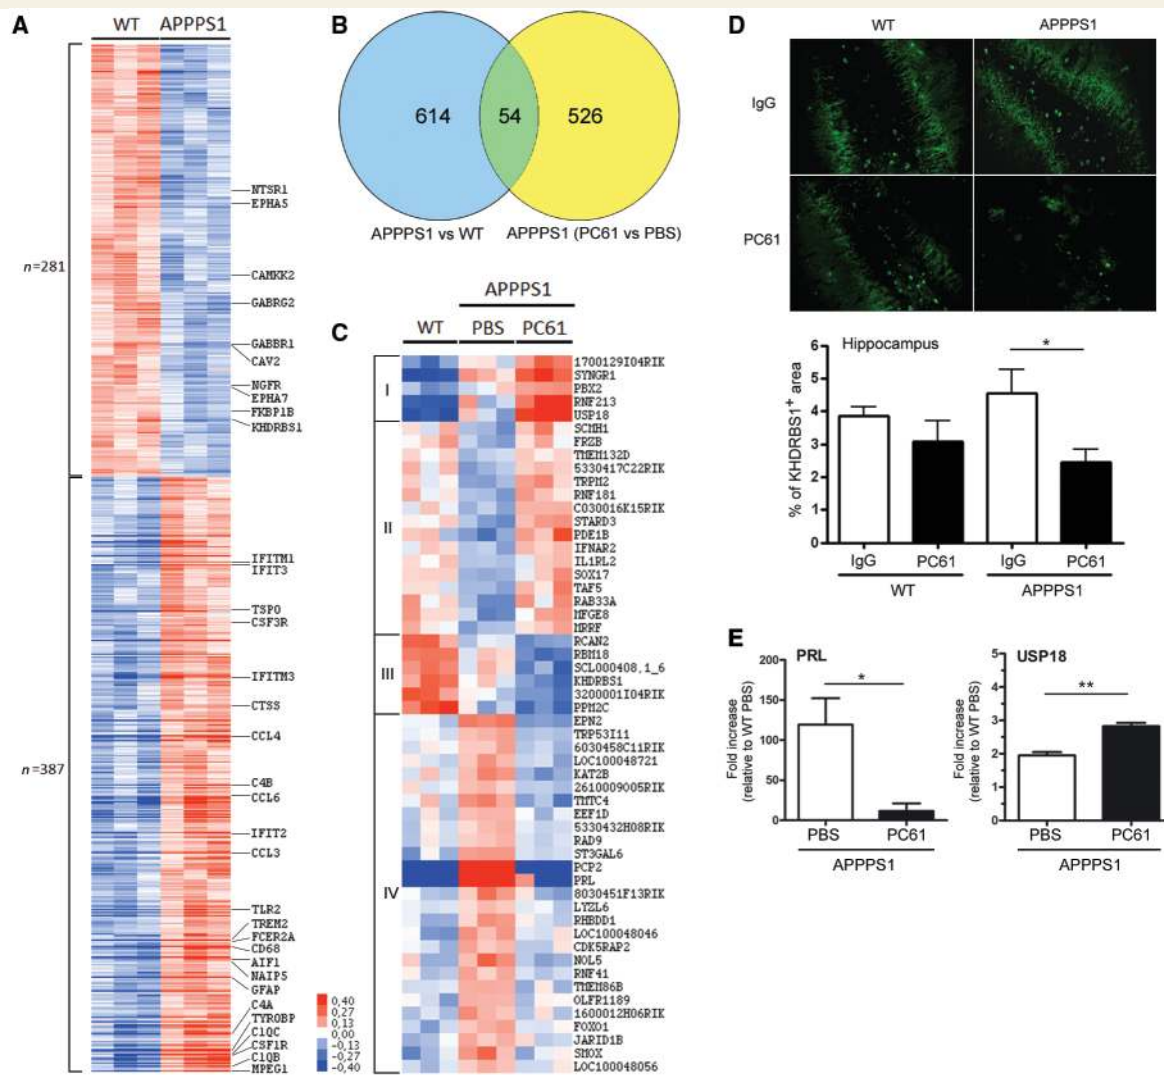 A
WT APPPS1
n=281
NTSR1
EPHA5
CAMKK2
GABRG2
GABBR1
CAV2
NGFR
EPHA7
FKBP1B
KHDRBS1
n=387
IFITM1
IFIT3
TSPO
CSF3R
IFITM3
CTSS
CCL4
C4B
CCL6
IFIT2
CCL3
TLR2
TREM2
FCER2A
CD68
AIF1
NAIP5
GFAP
C4A
TYROBP
C1QC
CSF1R
C1QB
MPEG1
0,40
0,27
0,13
0,00
-0,13
-0,27
-0,40
B
614 54 526
APPPS1 vs WT APPPS1 (PC61 vs PBS)
C
APPPS1
WT PBS PC61
I
1700129I04RIK
SYNGR1
PBX2
RNF213
USP18
II
SCMH1
FRZB
TMEM132D
5330417C22RIK
TRPM2
RNF181
C030016K15RIK
STARD3
PDE1B
IFNAR2
IL1RL2
SOX17
TAF5
RAB33A
MFGE8
MRRF
III
RCAN2
RBM18
SCL000408,1_6
KHDRBS1
3200001I04RIK
PPM2C
IV
EPN2
TRP53I11
6030458C11RIK
LOC100048721
KAT2B
2610009005RIK
TMTC4
EEF1D
5330432H08RIK
RAD9
ST3GAL6
PCP2
PRL
8030451F13RIK
LYZL6
RHBDD1
LOC100048046
CDK5RAP2
NOL5
RNF41
TMEM86B
OLFR1189
1600012H06RIK
FOXO1
JARID1B
SMOX
LOC100048056
D
WT APPPS1
IgG
PC61
Hippocampus
% of KHDRBS1+ area
6
5
4
3
2
1
0
*
IgG PC61 IgG PC61
WT APPPS1
E
PRL
Fold increase
(relative to WT PBS)
200
150
100
50
0
*
PBS PC61
APPPS1
USP18
Fold increase
(relative to WT PBS)
5
4
3
2
1
0
**
PBS PC61
APPPS1